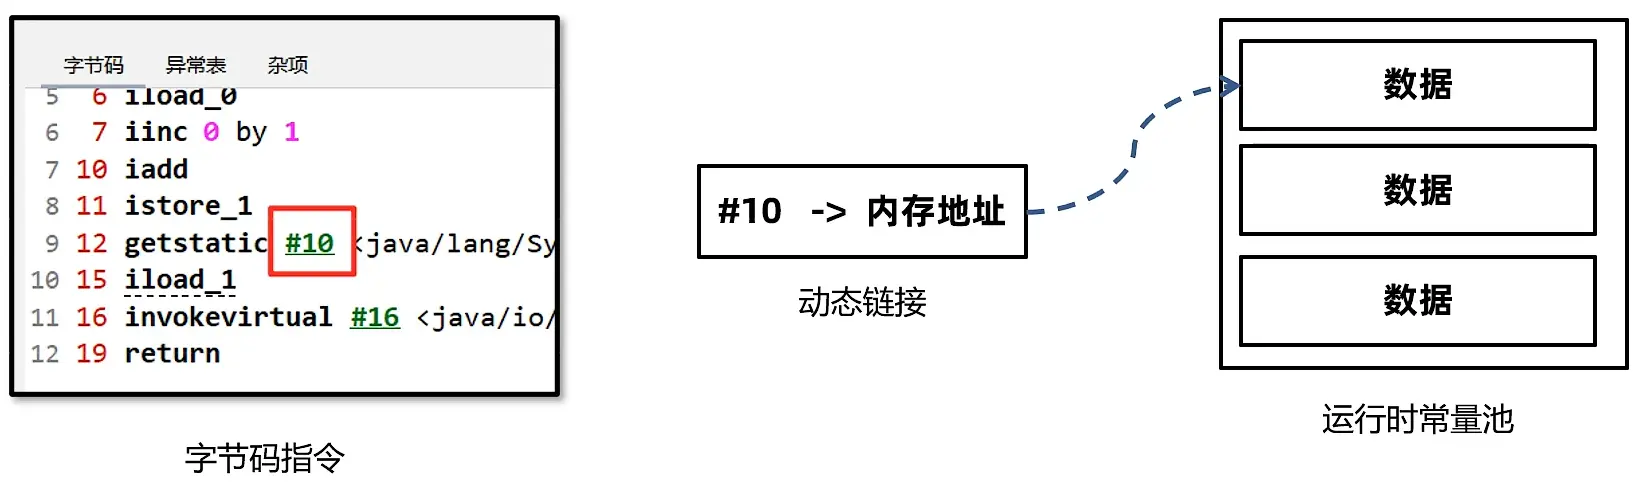 字节码 异常表 杂项
5 6 iload_0
6 7 iinc 0 by 1
7 10 iadd
8 11 istore_1
9 12 getstatic #10 <java/lang/Sy
10 15 iload_1
11 16 invokevirtual #16 <java/io/
12 19 return
字节码指令
#10 -> 内存地址
动态链接
数据
数据
数据
运行时常量池